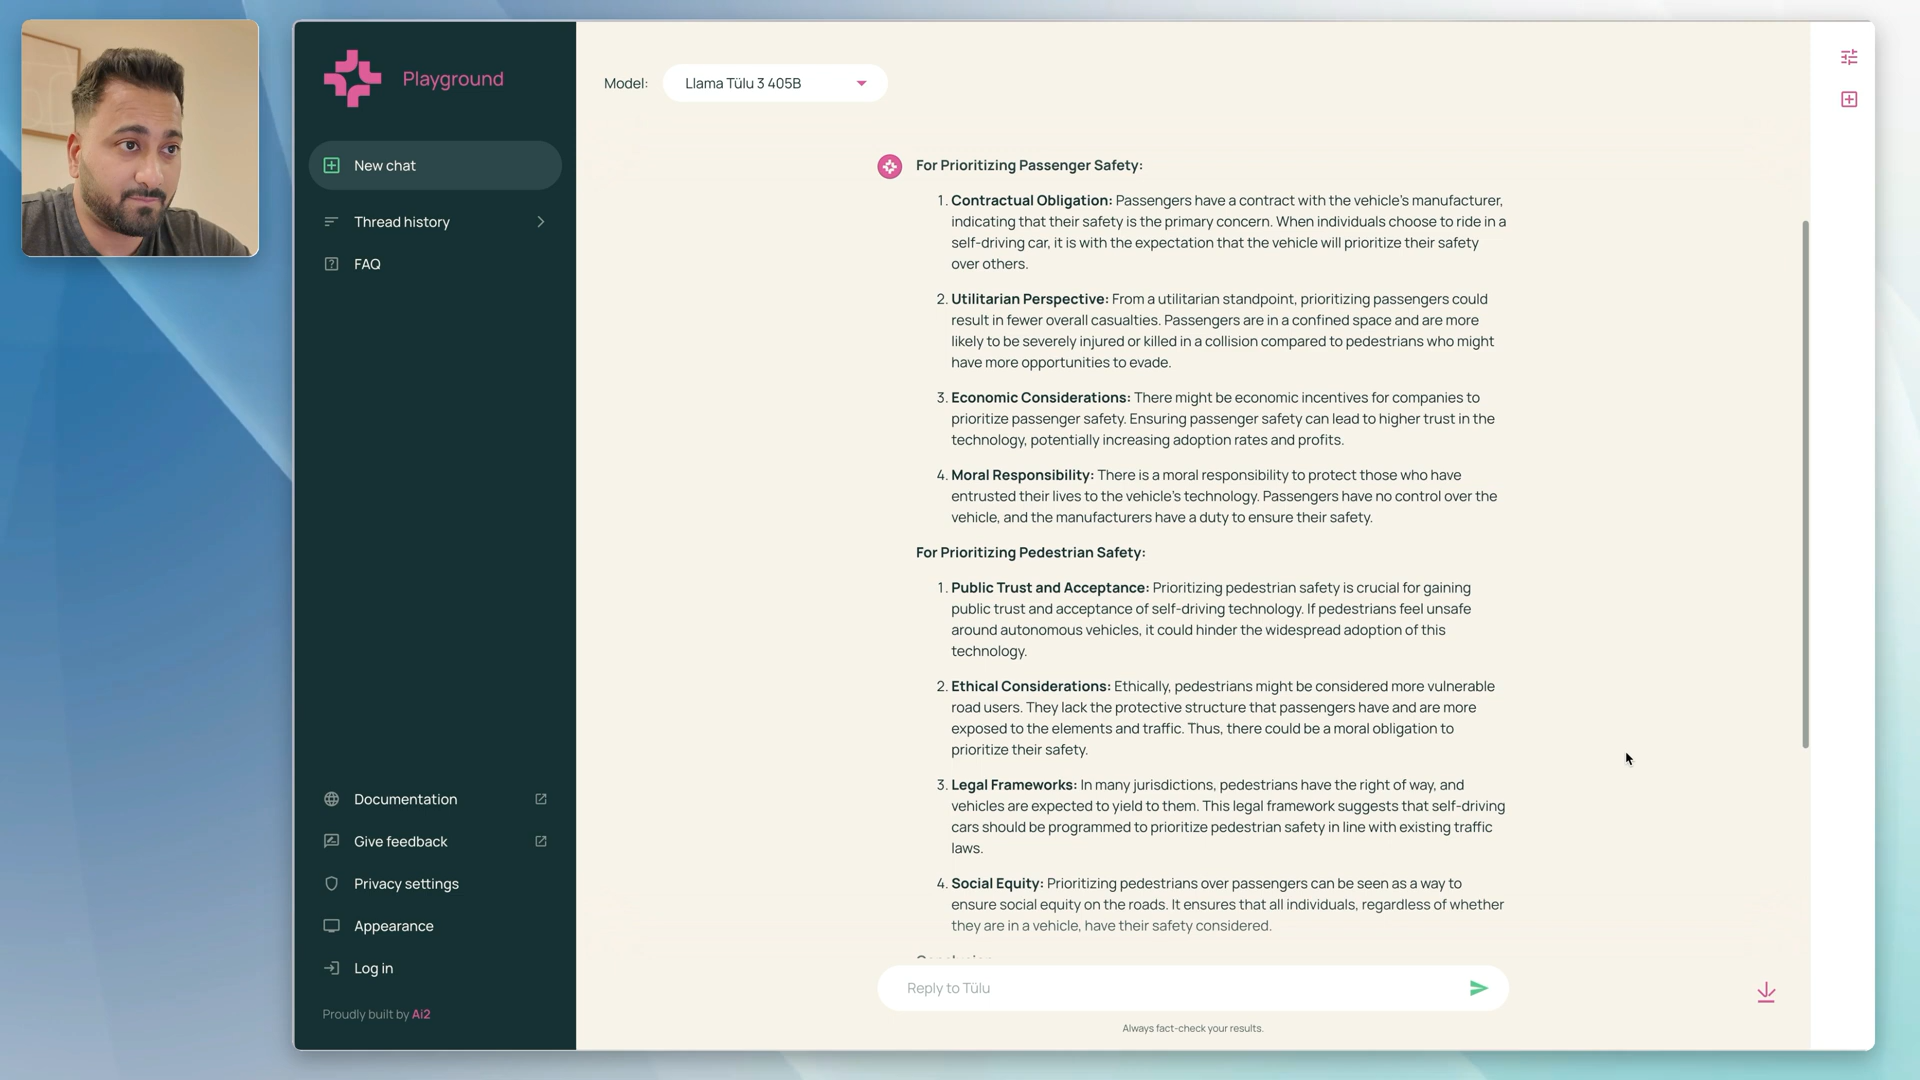 Playground
New chat
Thread history
FAQ
Documentation
Give feedback
Privacy settings
Appearance
Log in
Proudly built by Ai2
Model: Llama Tülu 3 405B
For Prioritizing Passenger Safety:
1. Contractual Obligation: Passengers have a contract with the vehicle's manufacturer,
indicating that their safety is the primary concern. When individuals choose to ride in a
self-driving car, it is with the expectation that the vehicle will prioritize their safety
over others.
2. Utilitarian Perspective: From a utilitarian standpoint, prioritizing passengers could
result in fewer overall casualties. Passengers are in a confined space and are more
likely to be severely injured or killed in a collision compared to pedestrians who might
have more opportunities to evade.
3. Economic Considerations: There might be economic incentives for companies to
prioritize passenger safety. Ensuring passenger safety can lead to higher trust in the
technology, potentially increasing adoption rates and profits.
4. Moral Responsibility: There is a moral responsibility to protect those who have
entrusted their lives to the vehicle's technology. Passengers have no control over the
vehicle, and the manufacturers have a duty to ensure their safety.
For Prioritizing Pedestrian Safety:
1. Public Trust and Acceptance: Prioritizing pedestrian safety is crucial for gaining
public trust and acceptance of self-driving technology. If pedestrians feel unsafe
around autonomous vehicles, it could hinder the widespread adoption of this
technology.
2. Ethical Considerations: Ethically, pedestrians might be considered more vulnerable
road users. They lack the protective structure that passengers have and are more
exposed to the elements and traffic. Thus, there could be a moral obligation to
prioritize their safety.
3. Legal Frameworks: In many jurisdictions, pedestrians have the right of way, and
vehicles are expected to yield to them. This legal framework suggests that self-driving
cars should be programmed to prioritize pedestrian safety in line with existing traffic
laws.
4. Social Equity: Prioritizing pedestrians over passengers can be seen as a way to
ensure social equity on the roads. It ensures that all individuals, regardless of whether
they are in a vehicle, have their safety considered.
Reply to Tülu
Always fact-check your results.